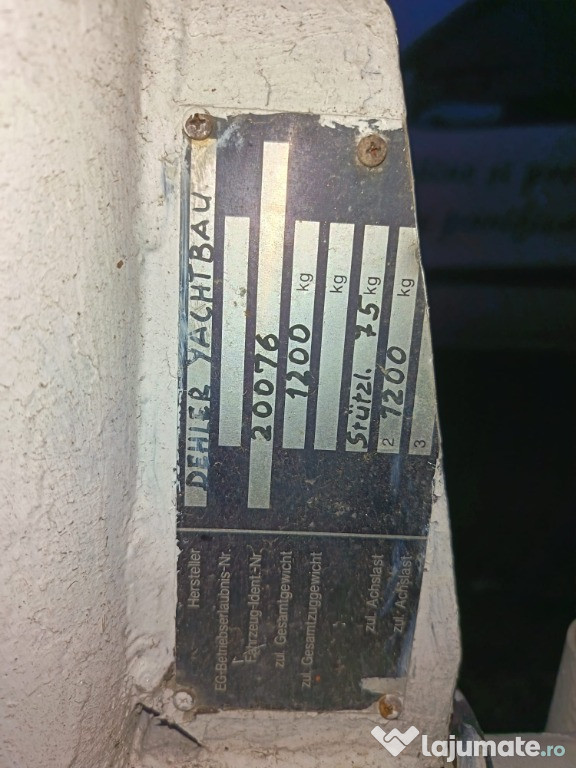 Hersteller DEHLER YACHTBAU
EG-Betriebserlaubnis-Nr.
Fahrzeug-Ident.-Nr. 20076
zul. Gesamtgewicht 1200 kg
zul. Gesamtzuggewicht kg
zul. Achslast Stützl. 75 kg
zul. Achslast 2 1200 kg
3
lajumate.ro